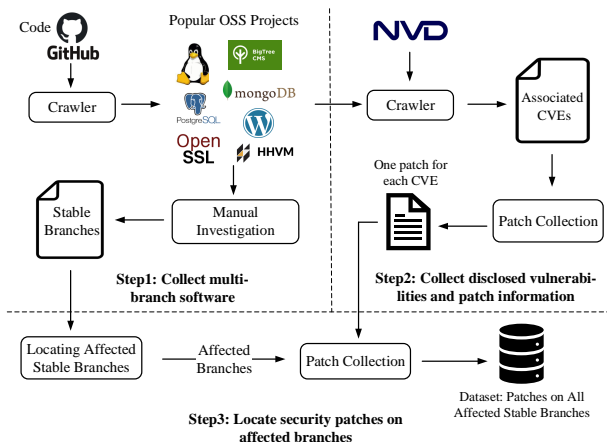 Code
GitHub
Popular OSS Projects
BigTree
CMS
mongoDB
PostgreSQL
Open
SSL
HHVM
NVD
Crawler
Crawler
Associated
CVEs
One patch for
each CVE
Stable
Branches
Manual
Investigation
Patch Collection
Step1: Collect multi-
branch software
Step2: Collect disclosed vulnerabi-
lities and patch information
Locating Affected
Stable Branches
Affected
Branches
Patch Collection
Dataset: Patches on All
Affected Stable Branches
Step3: Locate security patches on
affected branches